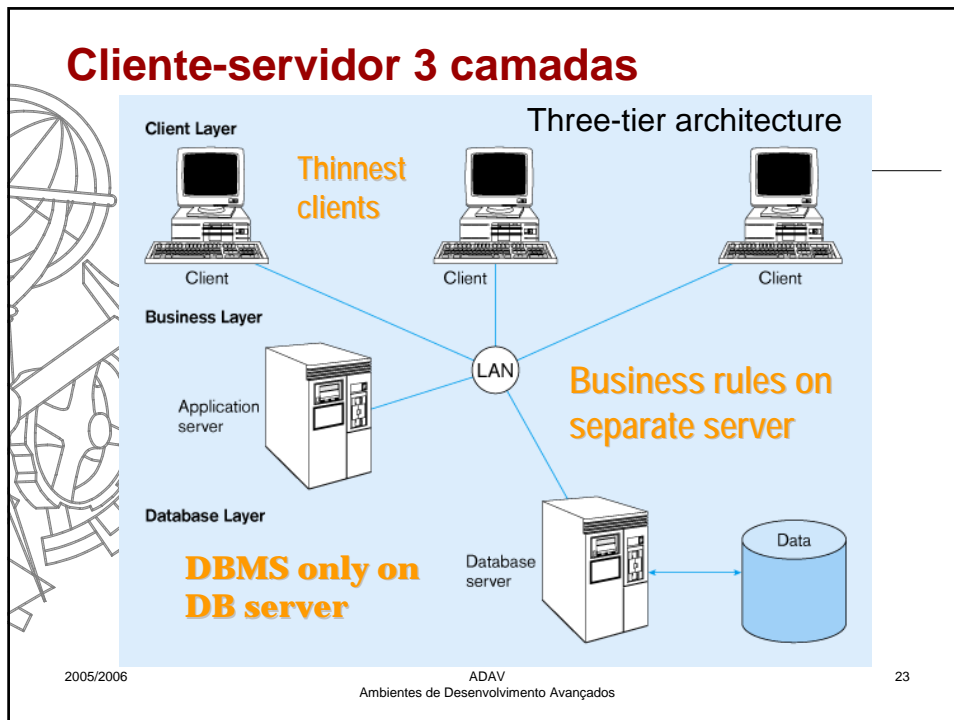 Cliente-servidor 3 camadas
Three-tier architecture
Client Layer
Thinnest
clients
Client
Client
Client
Business Layer
LAN
Business rules on
separate server
Application
server
Database Layer
DBMS only on
DB server
Database
server
Data
2005/2006
ADAV
Ambientes de Desenvolvimento Avançados
23